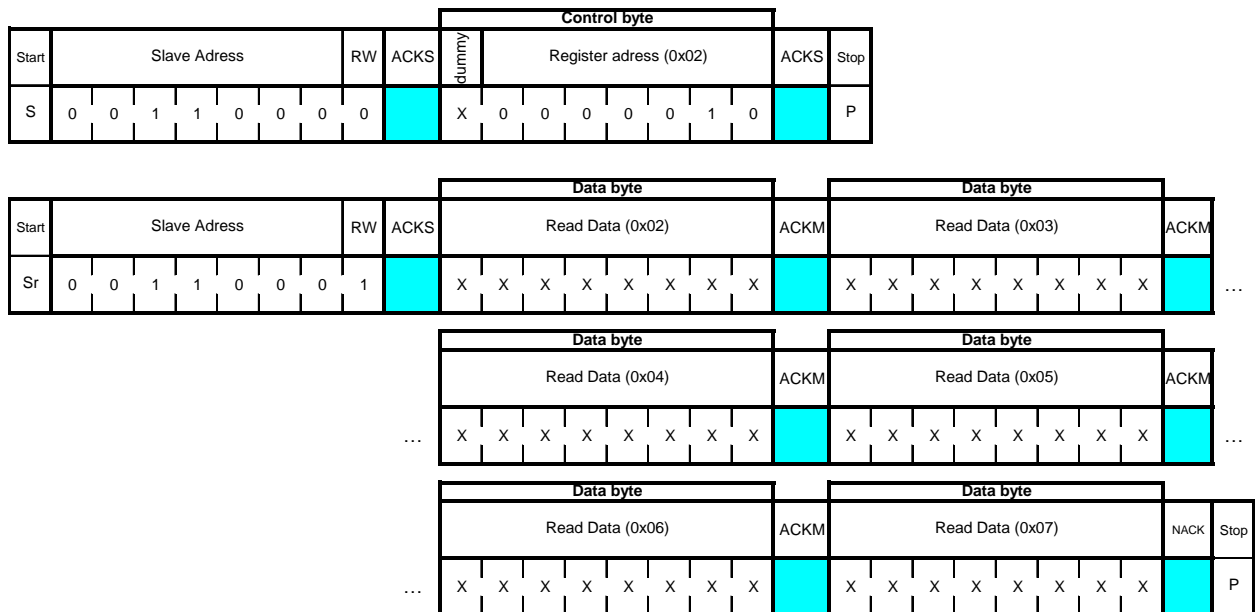 Control byte
Start Slave Adress RW ACKS dummy Register adress (0x02) ACKS Stop
S 0 0 1 1 0 0 0 0 X 0 0 0 0 0 1 0 P
Data byte Data byte
Start Slave Adress RW ACKS Read Data (0x02) ACKM Read Data (0x03) ACKM
Sr 0 0 1 1 0 0 0 1 X X X X X X X X X X X X X X X X …
Data byte Data byte
Read Data (0x04) ACKM Read Data (0x05) ACKM
… X X X X X X X X X X X X X X X X …
Data byte Data byte
Read Data (0x06) ACKM Read Data (0x07) NACK Stop
… X X X X X X X X X X X X X X X X P